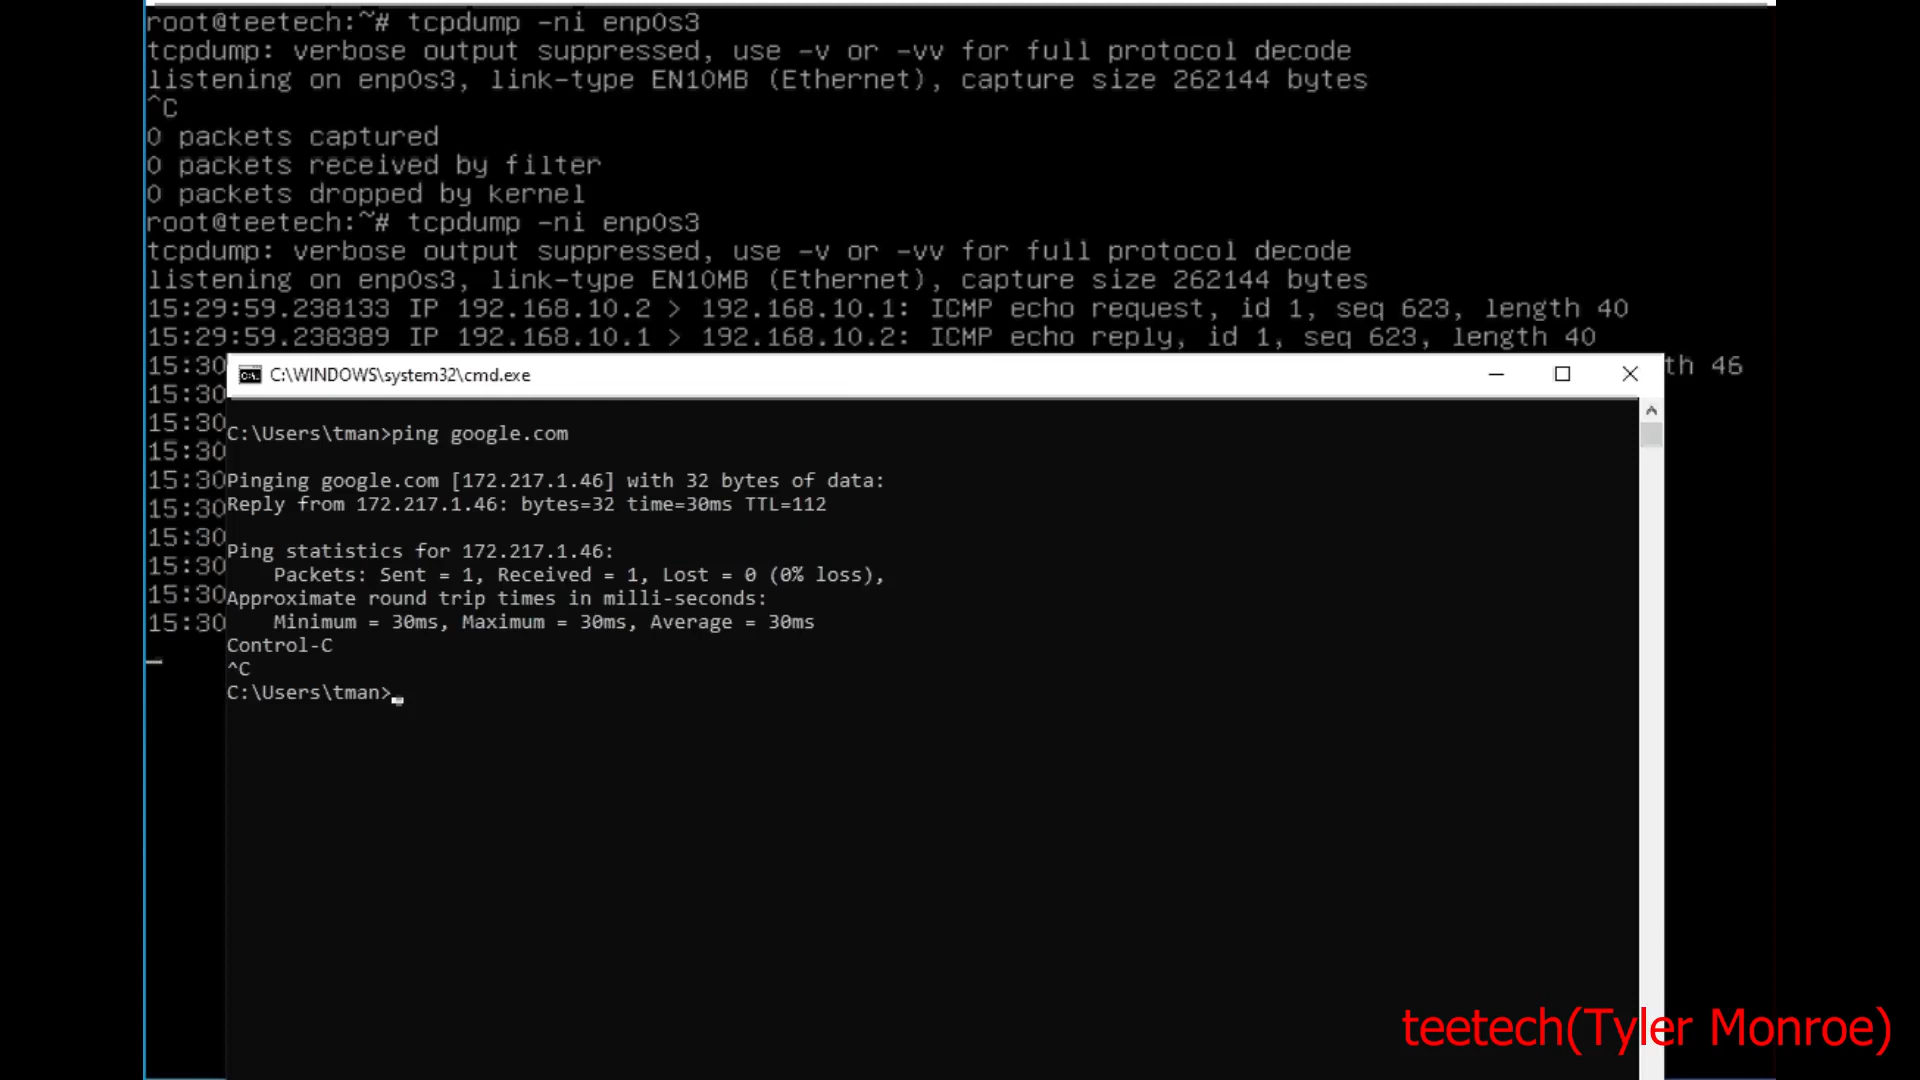 root@teetech:~# tcpdump -ni enp0s3
tcpdump: verbose output suppressed, use -v or -vv for full protocol decode
listening on enp0s3, link-type EN10MB (Ethernet), capture size 262144 bytes
^C
0 packets captured
0 packets received by filter
0 packets dropped by kernel
root@teetech:~# tcpdump -ni enp0s3
tcpdump: verbose output suppressed, use -v or -vv for full protocol decode
listening on enp0s3, link-type EN10MB (Ethernet), capture size 262144 bytes
15:29:59.238133 IP 192.168.10.2 > 192.168.10.1: ICMP echo request, id 1, seq 623, length 40
15:29:59.238389 IP 192.168.10.1 > 192.168.10.2: ICMP echo reply, id 1, seq 623, length 40
15:30 th 46
15:30
15:30
15:30
15:30
15:30
15:30
15:30
15:30
15:30
C:\WINDOWS\system32\cmd.exe
C:\Users\tman>ping google.com
Pinging google.com [172.217.1.46] with 32 bytes of data:
Reply from 172.217.1.46: bytes=32 time=30ms TTL=112
Ping statistics for 172.217.1.46:
Packets: Sent = 1, Received = 1, Lost = 0 (0% loss),
Approximate round trip times in milli-seconds:
Minimum = 30ms, Maximum = 30ms, Average = 30ms
Control-C
^C
C:\Users\tman>
teetech(Tyler Monroe)